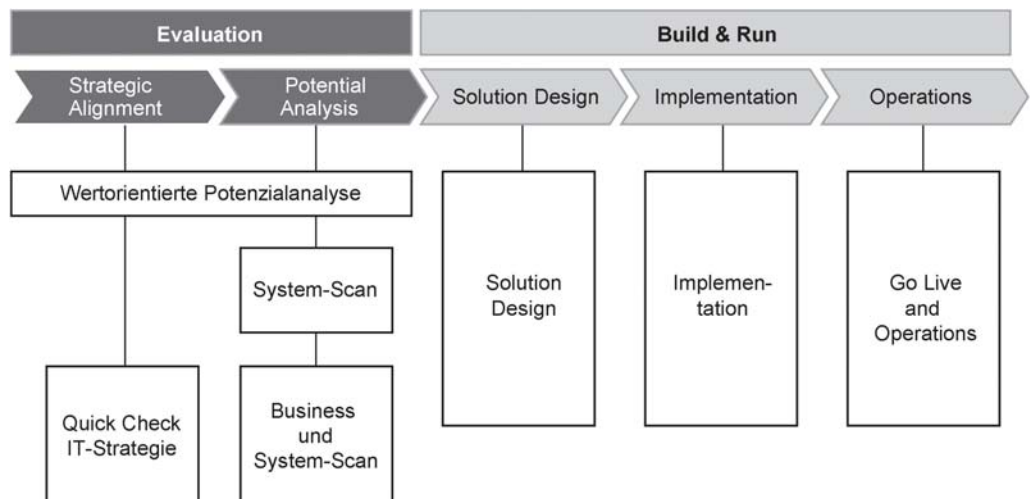 Evaluation
Build & Run
Strategic
Alignment
Potential
Analysis
Solution Design
Implementation
Operations
Wertorientierte Potenzialanalyse
System-Scan
Quick Check
IT-Strategie
Business
und
System-Scan
Solution
Design
Implemen-
tation
Go Live
and
Operations